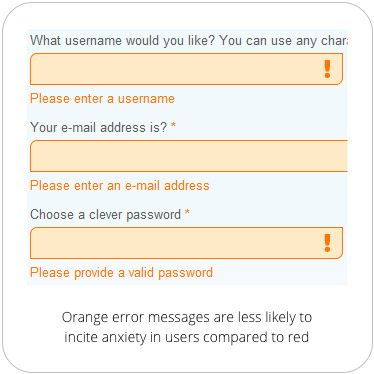 What username would you like? You can use any
Please enter a username
Your e-mail address is? *
Please enter an e-mail address
Choose a clever password *
Please provide a valid password
Orange error messages are less likely to
incite anxiety in users compared to red